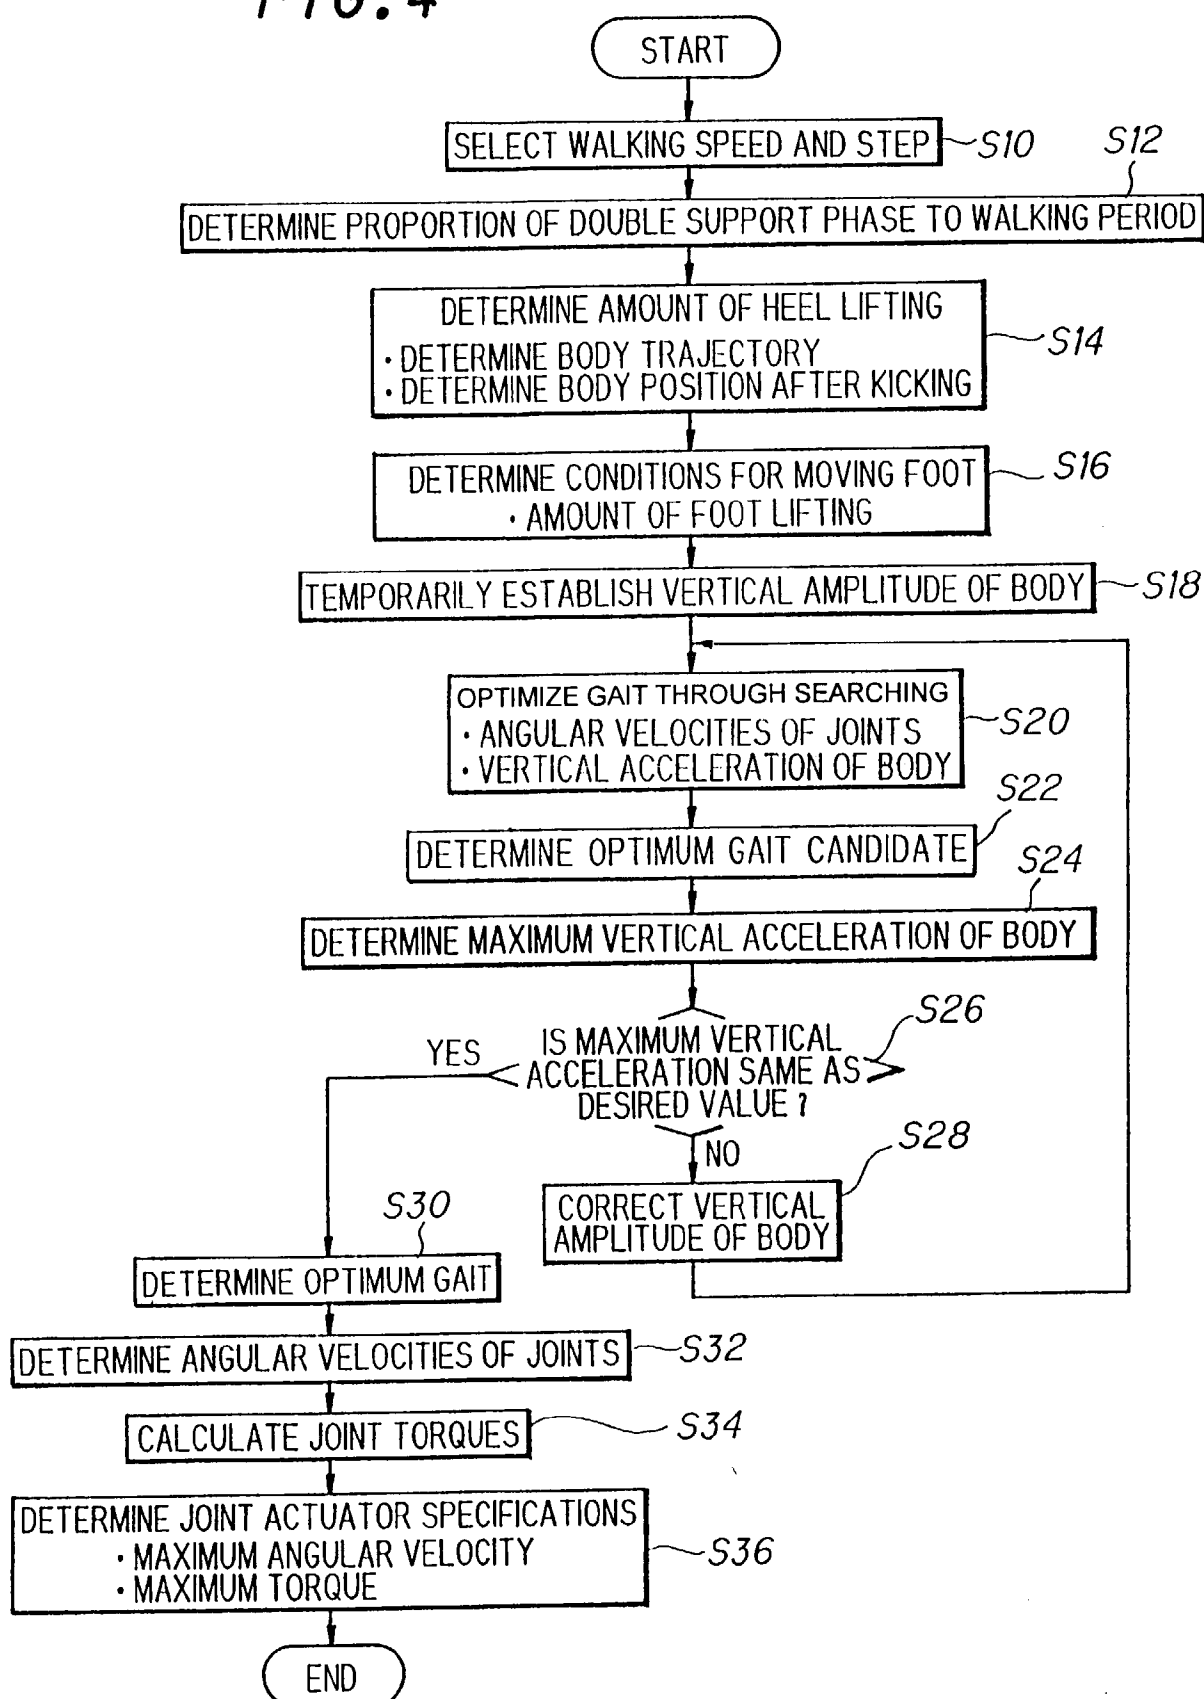 FIG. 4
START
SELECT WALKING SPEED AND STEP
S10
S12
DETERMINE PROPORTION OF DOUBLE SUPPORT PHASE TO WALKING PERIOD
DETERMINE AMOUNT OF HEEL LIFTING
• DETERMINE BODY TRAJECTORY
• DETERMINE BODY POSITION AFTER KICKING
S14
DETERMINE CONDITIONS FOR MOVING FOOT
• AMOUNT OF FOOT LIFTING
S16
TEMPORARILY ESTABLISH VERTICAL AMPLITUDE OF BODY
S18
OPTIMIZE GAIT THROUGH SEARCHING
• ANGULAR VELOCITIES OF JOINTS
• VERTICAL ACCELERATION OF BODY
S20
S22
DETERMINE OPTIMUM GAIT CANDIDATE
S24
DETERMINE MAXIMUM VERTICAL ACCELERATION OF BODY
S26
IS MAXIMUM VERTICAL
ACCELERATION SAME AS
DESIRED VALUE ?
YES
NO
S28
CORRECT VERTICAL
AMPLITUDE OF BODY
S30
DETERMINE OPTIMUM GAIT
DETERMINE ANGULAR VELOCITIES OF JOINTS
S32
CALCULATE JOINT TORQUES
S34
DETERMINE JOINT ACTUATOR SPECIFICATIONS
• MAXIMUM ANGULAR VELOCITY
• MAXIMUM TORQUE
S36
END